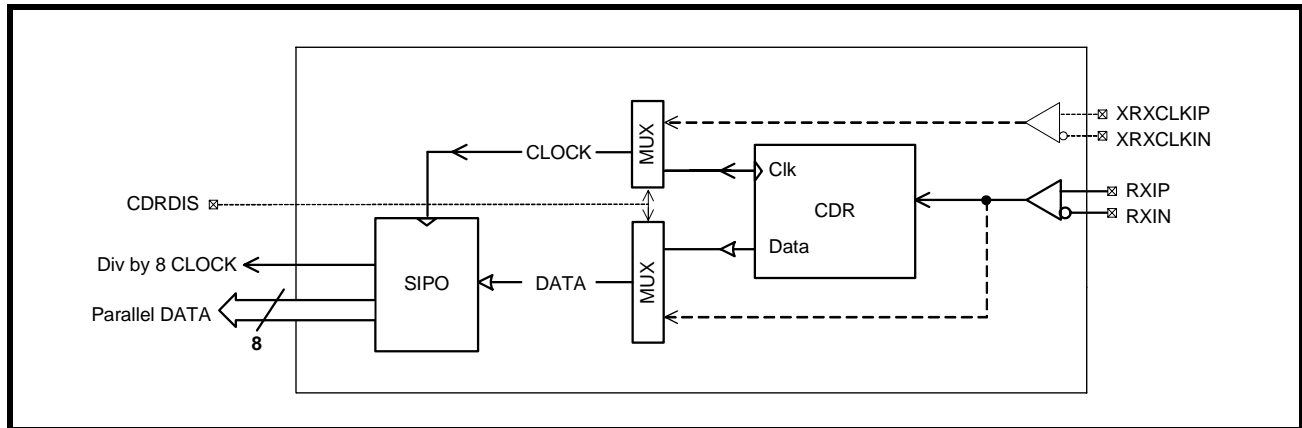 MUX
XRXCLKIP
XRXCLKIN
CLOCK
Clk
CDR
RXIP
RXIN
CDRDIS
Data
Div by 8 CLOCK
SIPO
DATA
MUX
Parallel DATA
8